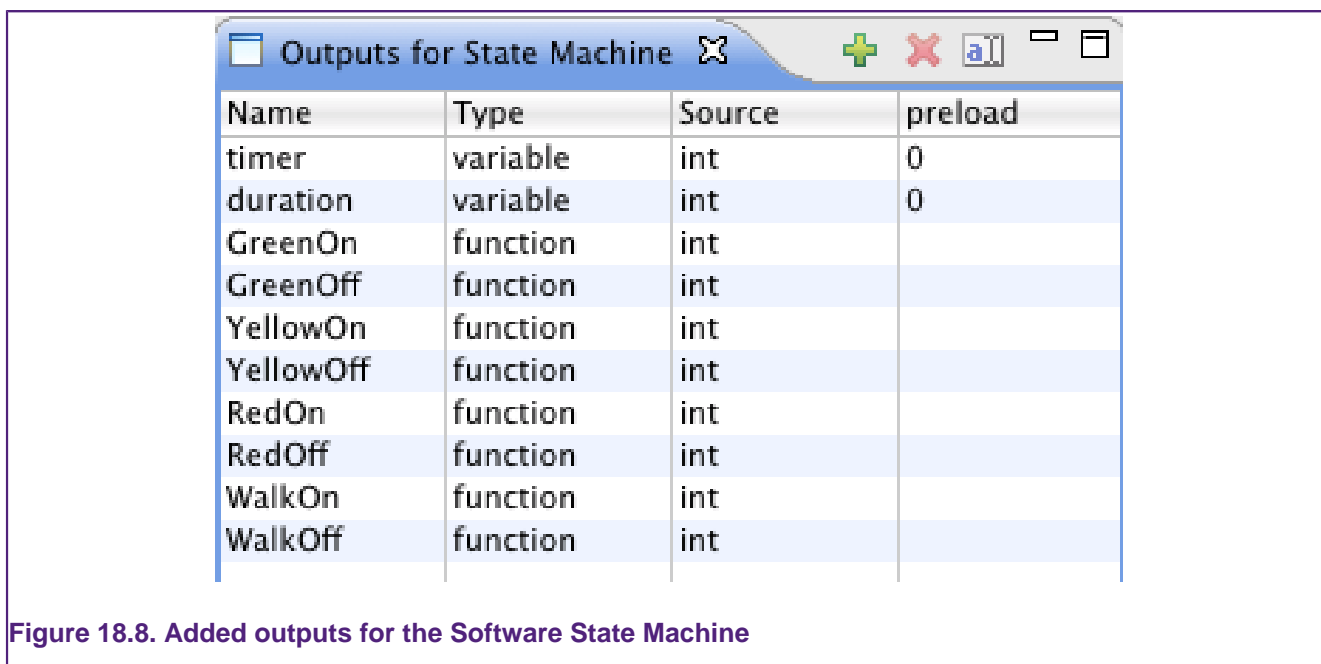 Outputs for State Machine
Name Type Source preload
timer variable int 0
duration variable int 0
GreenOn function int
GreenOff function int
YellowOn function int
YellowOff function int
RedOn function int
RedOff function int
WalkOn function int
WalkOff function int
Figure 18.8. Added outputs for the Software State Machine